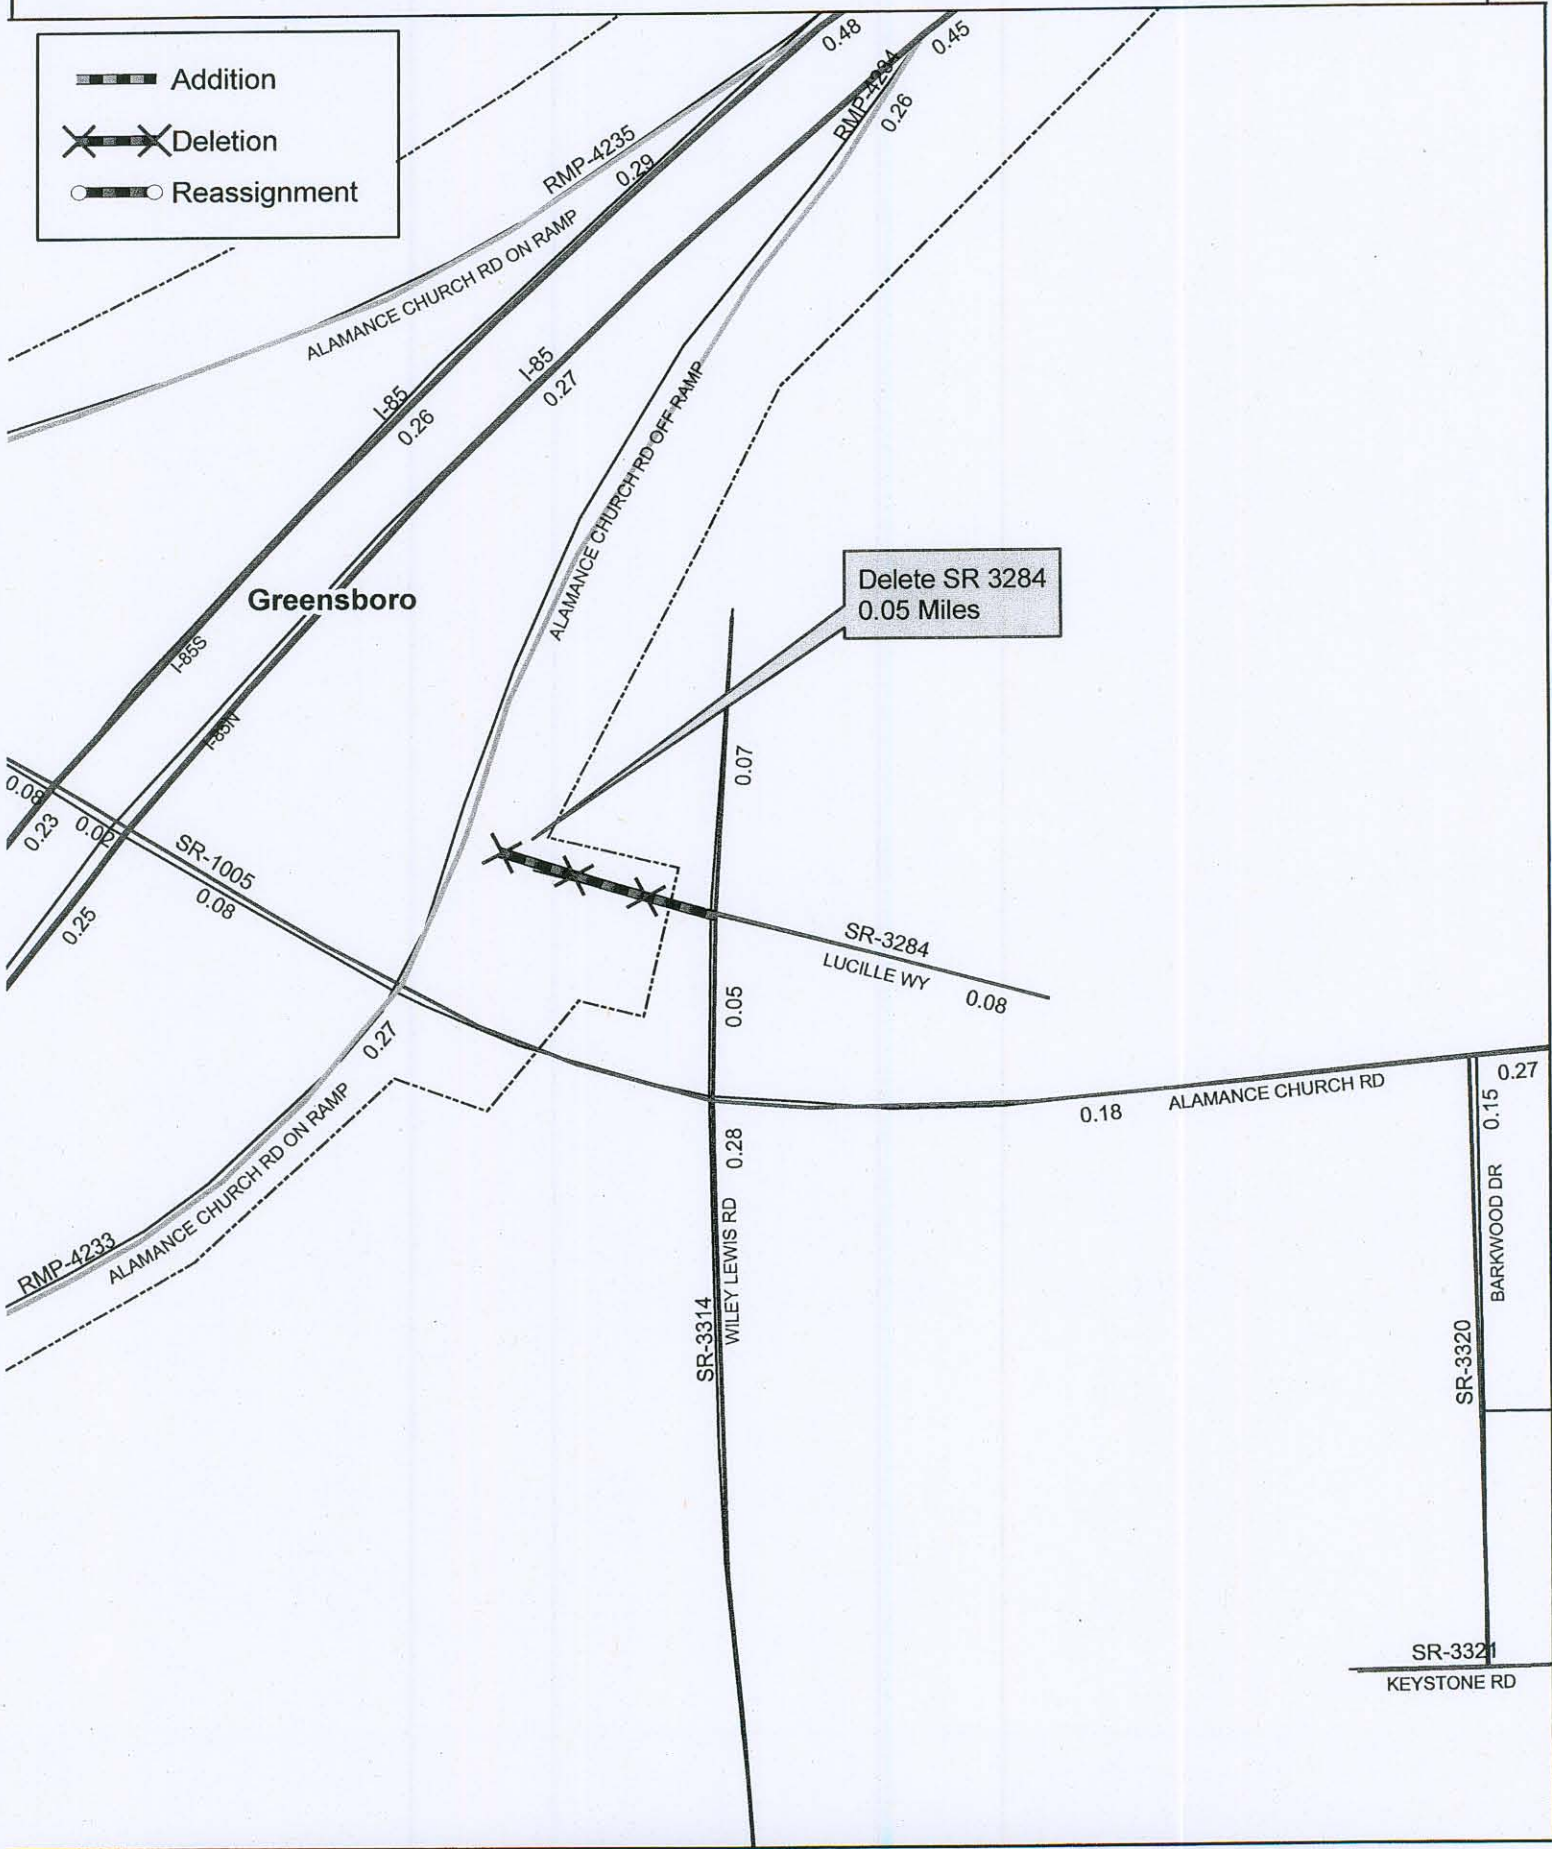 Addition
Deletion
Reassignment
0.48
0.45
RMP-4234
0.26
RMP-4235
0.29
ALAMANCE CHURCH RD ON RAMP
I-85
0.26
I-85
0.27
ALAMANCE CHURCH RD OFF RAMP
Delete SR 3284
0.05 Miles
Greensboro
I-85S
I-85N
0.07
0.08
0.23
0.02
SR-1005
0.08
0.25
SR-3284
LUCILLE WY
0.08
0.05
0.27
ALAMANCE CHURCH RD ON RAMP
RMP-4233
0.18
ALAMANCE CHURCH RD
0.27
0.15
BARKWOOD DR
0.28
WILEY LEWIS RD
SR-3314
SR-3320
SR-3321
KEYSTONE RD